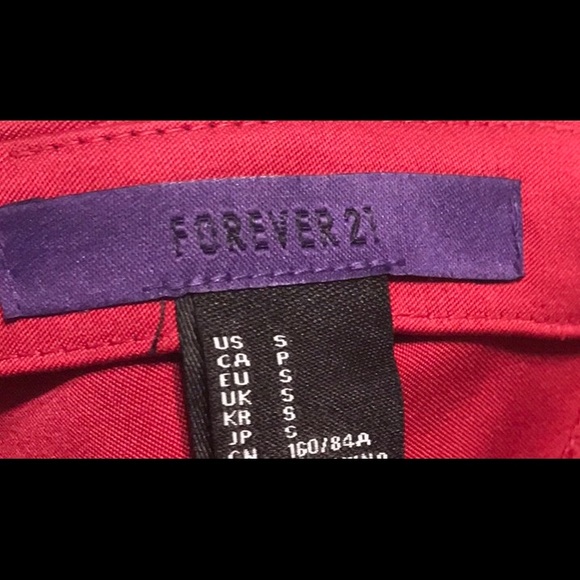 FOREVER 21
US S
CA P
EU S
UK S
KR S
JP S
CN 160/84A